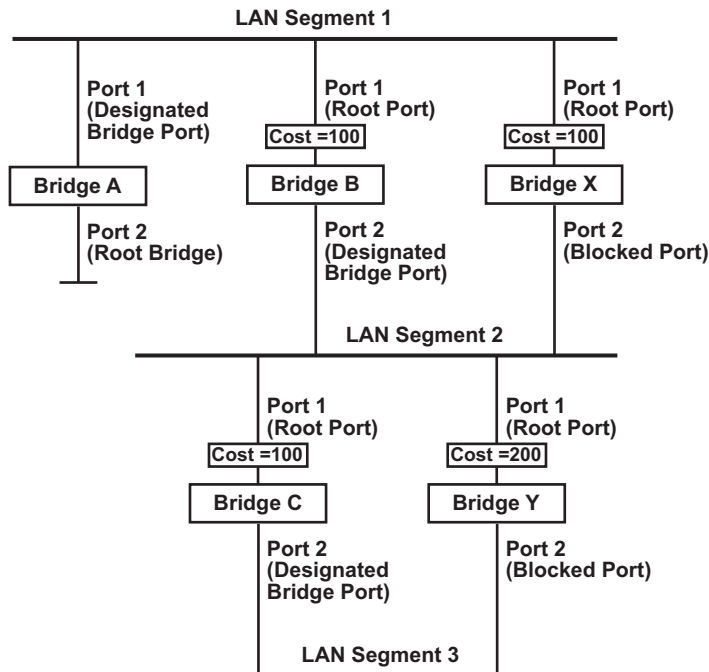 LAN Segment 1
Port 1
(Designated
Bridge Port)
Port 1
(Root Port)
Port 1
(Root Port)
Cost =100
Cost =100
Bridge A
Bridge B
Bridge X
Port 2
(Root Bridge)
Port 2
(Designated
Bridge Port)
Port 2
(Blocked Port)
LAN Segment 2
Port 1
(Root Port)
Port 1
(Root Port)
Cost =100
Cost =200
Bridge C
Bridge Y
Port 2
(Designated
Bridge Port)
Port 2
(Blocked Port)
LAN Segment 3